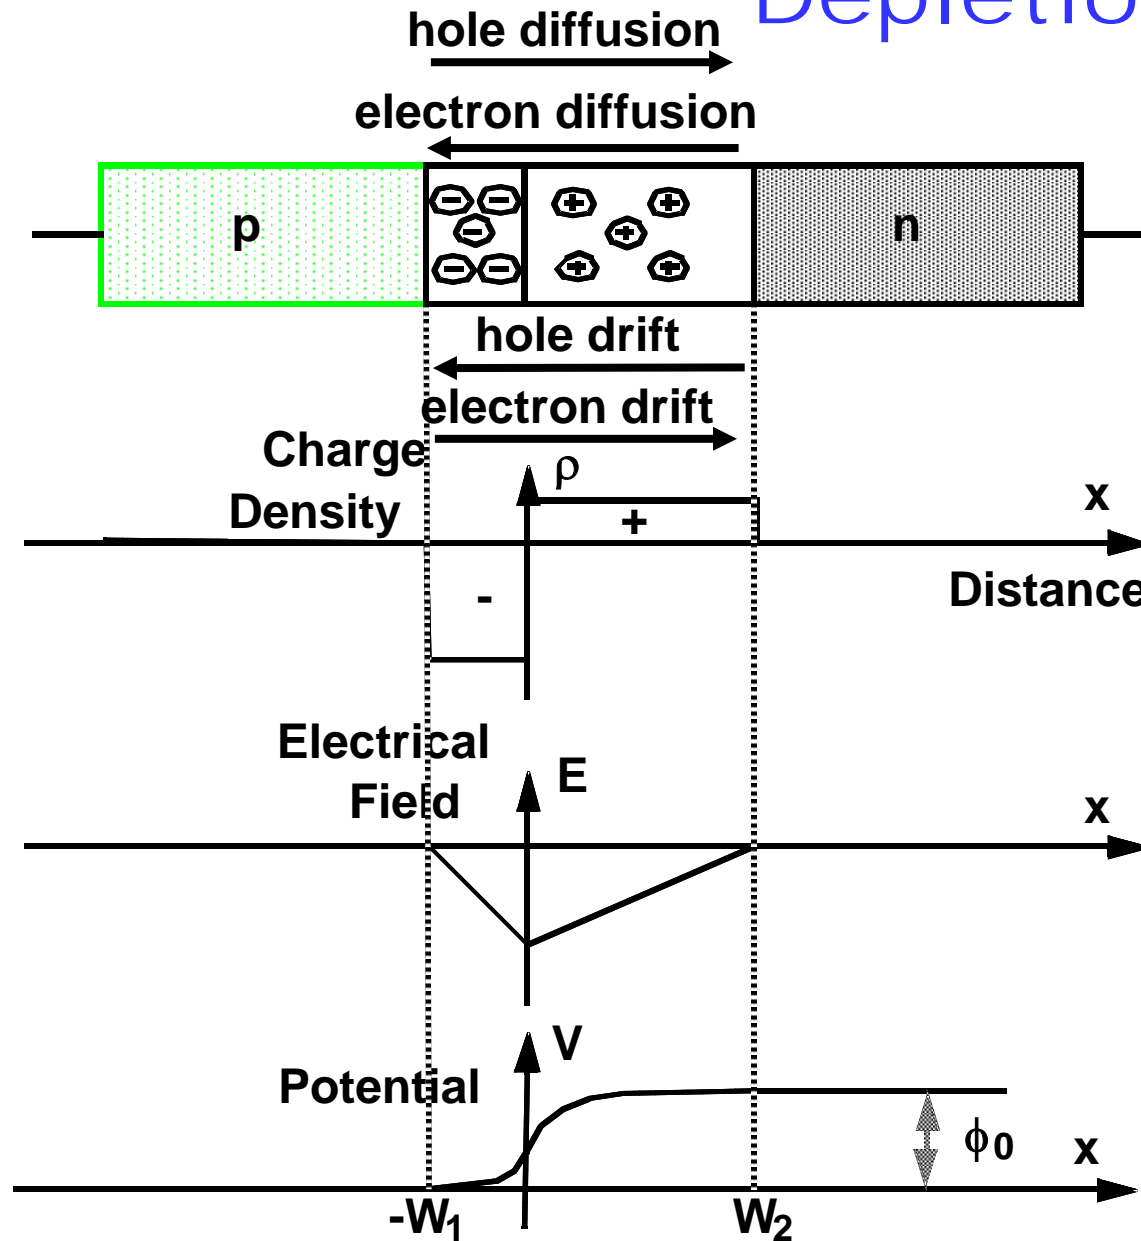 hole diffusion
electron diffusion
p
n
hole drift
electron drift
Charge
Density
ρ
+
-
x
Distance
Electrical
Field
E
x
V
Potential
ϕ0
x
-W1
W2